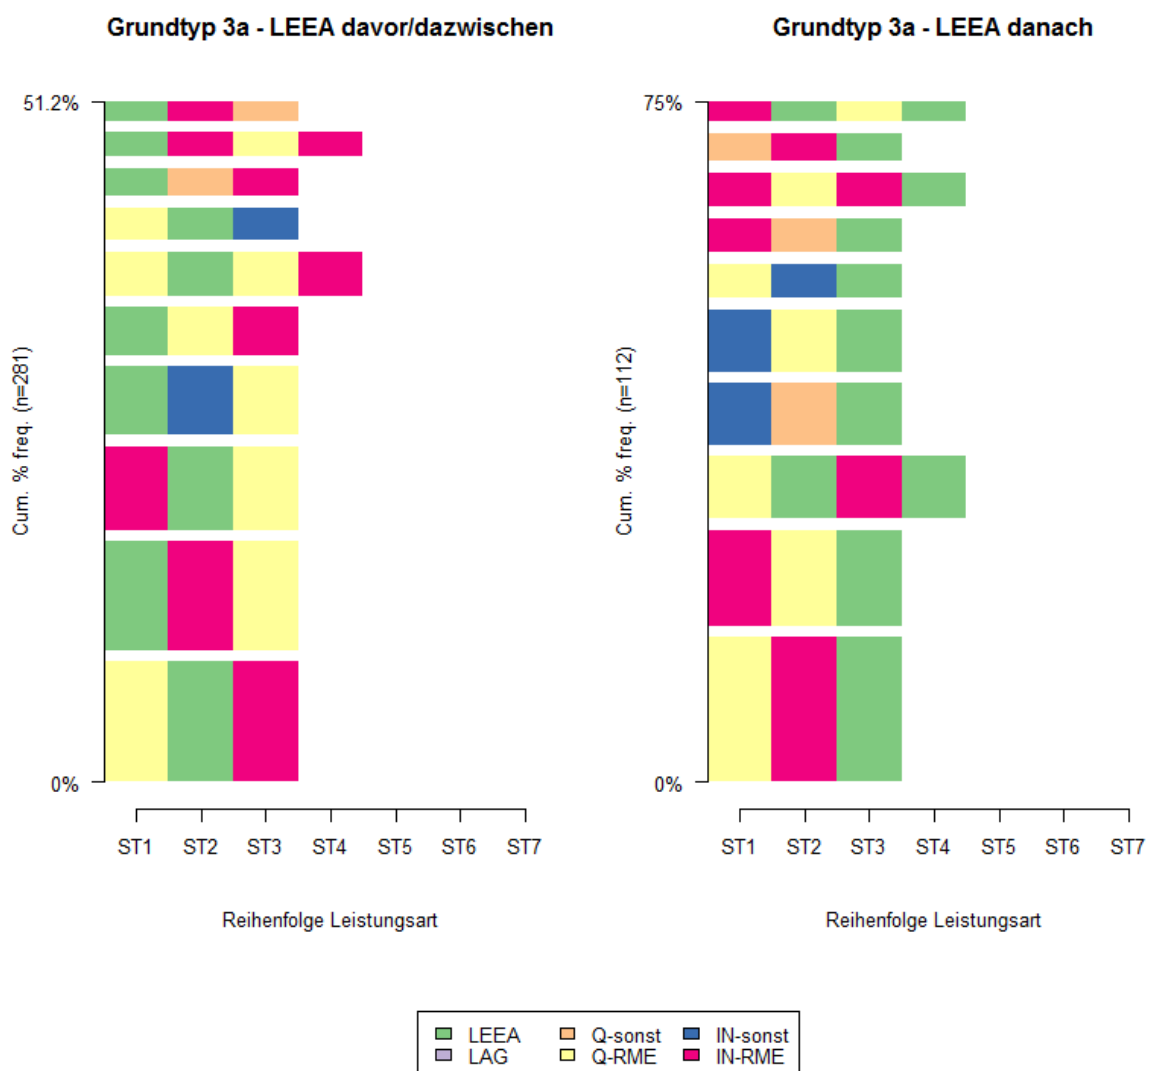 Grundtyp 3a - LEEA davor/dazwischen
51.2%
Cum. % freq. (n=281)
0%
ST1 ST2 ST3 ST4 ST5 ST6 ST7
Reihenfolge Leistungsart
Grundtyp 3a - LEEA danach
75%
Cum. % freq. (n=112)
0%
ST1 ST2 ST3 ST4 ST5 ST6 ST7
Reihenfolge Leistungsart
LEEA Q-sonst IN-sonst
LAG Q-RME IN-RME